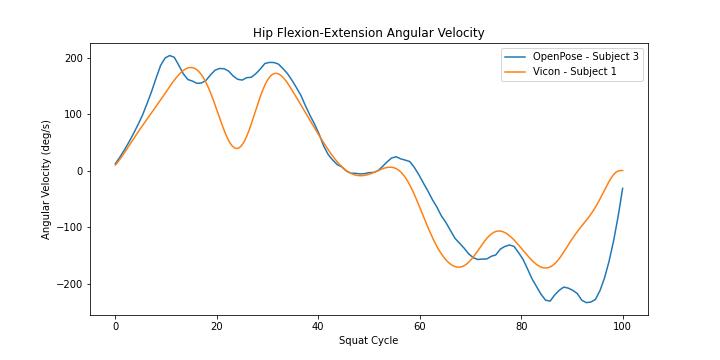 Hip Flexion-Extension Angular Velocity
OpenPose - Subject 3
Vicon - Subject 1
Angular Velocity (deg/s)
200
100
0
−100
−200
0 20 40 60 80 100
Squat Cycle